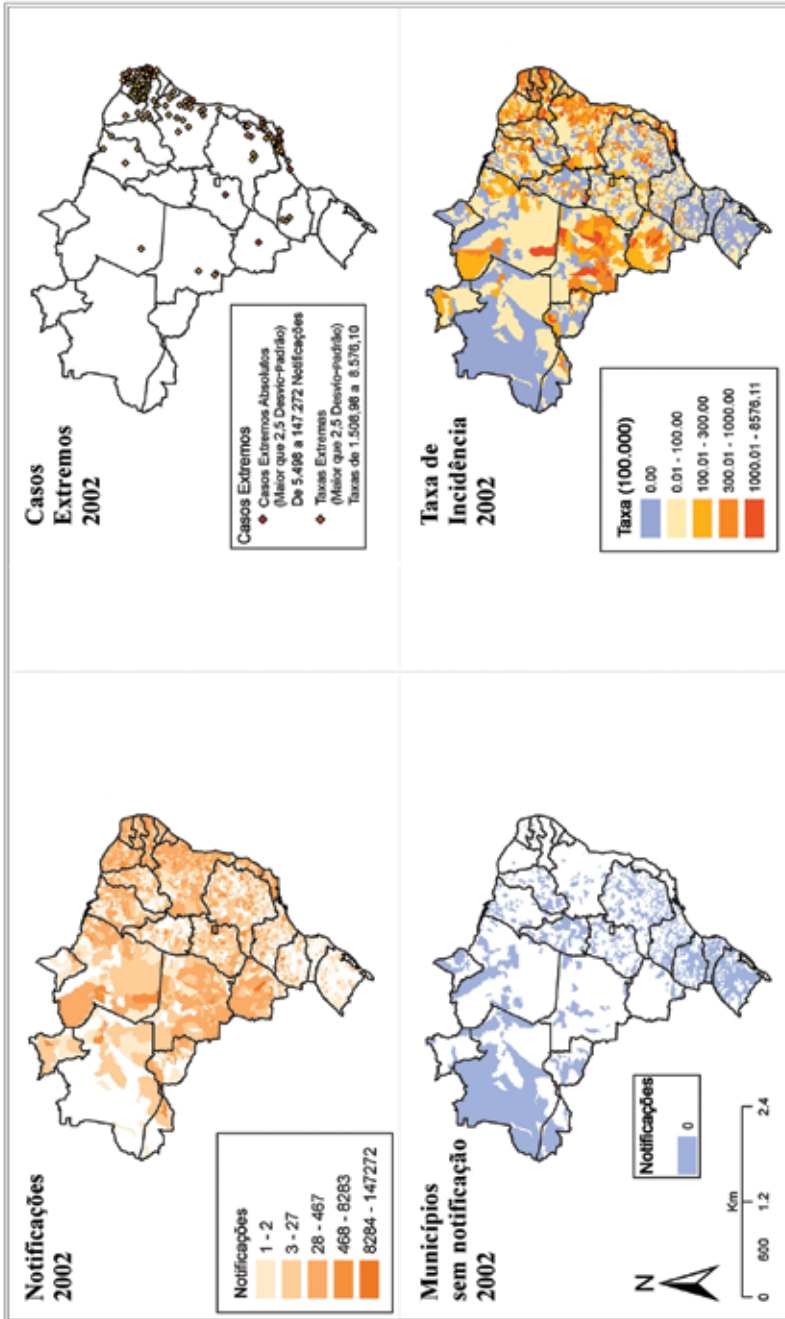 Notificações
2002
Notificações
1 - 2
3 - 27
28 - 467
468 - 8283
8284 - 147272
Casos
Extremos
2002
Casos Extremos
Casos Extremos Absolutos
(Maior que 2,5 Desvio-Padrão)
De 5.498 a 147.272 Notificações
Taxas Extremas
(Maior que 2,5 Desvio-padrão)
Taxas de 1.508,98 a 8.576,10
Municípios
sem notificação
2002
Notificações
0
N
Km
0 600 1.2 2.4
Taxa de
Incidência
2002
Taxa (100.000)
0.00
0.01 - 100.00
100.01 - 300.00
300.01 - 1000.00
1000.01 - 8576.11